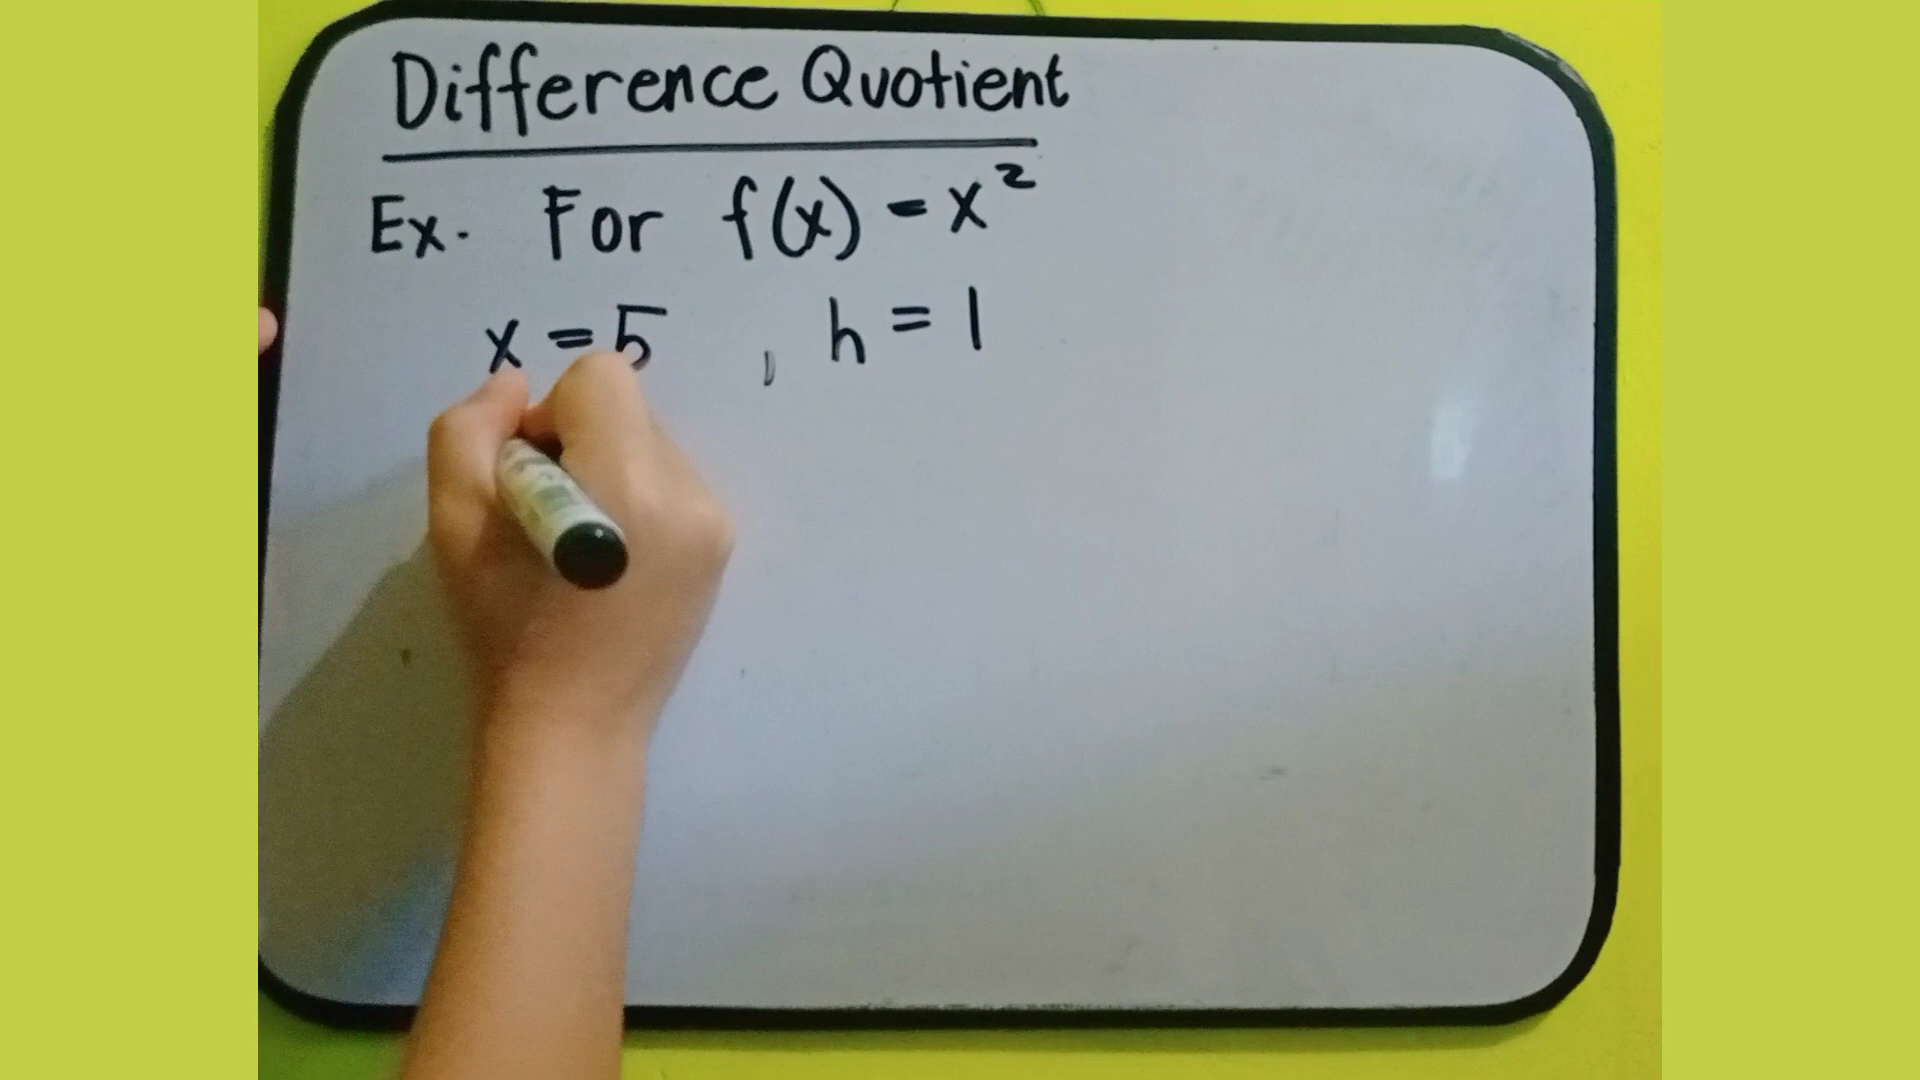 Difference Quotient
Ex. For f(x) = x²
x = 5 , h = 1